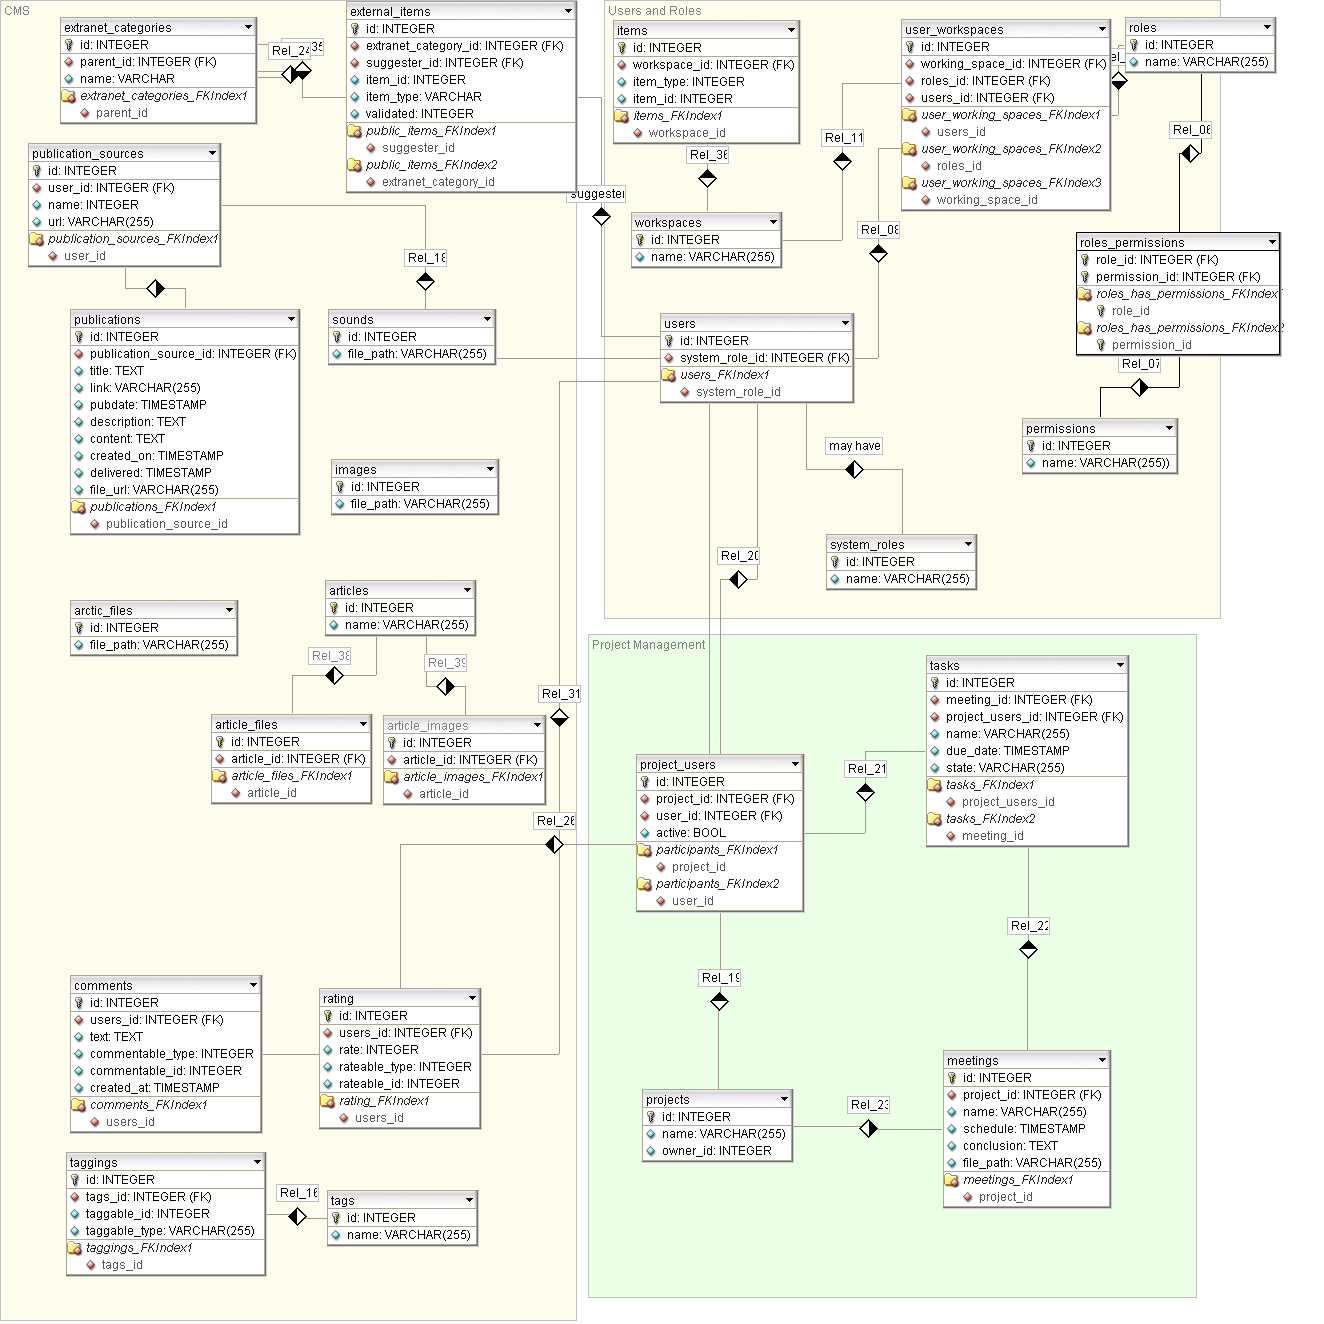 CMS
extranet_categories
id: INTEGER
parent_id: INTEGER (FK)
name: VARCHAR
extranet_categories_FKIndex1
parent_id
Rel_24
35
external_items
id: INTEGER
extranet_category_id: INTEGER (FK)
suggester_id: INTEGER (FK)
item_id: INTEGER
item_type: VARCHAR
validated: INTEGER
public_items_FKIndex1
suggester_id
public_items_FKIndex2
extranet_category_id
publication_sources
id: INTEGER
user_id: INTEGER (FK)
name: INTEGER
url: VARCHAR(255)
publication_sources_FKIndex1
user_id
publications
id: INTEGER
publication_source_id: INTEGER (FK)
title: TEXT
link: VARCHAR(255)
pubdate: TIMESTAMP
description: TEXT
content: TEXT
created_on: TIMESTAMP
delivered: TIMESTAMP
file_url: VARCHAR(255)
publications_FKIndex1
publication_source_id
Rel_18
sounds
id: INTEGER
file_path: VARCHAR(255)
images
id: INTEGER
file_path: VARCHAR(255)
arctic_files
id: INTEGER
file_path: VARCHAR(255)
articles
id: INTEGER
name: VARCHAR(255)
Rel_38
Rel_39
article_files
id: INTEGER
article_id: INTEGER (FK)
article_files_FKIndex1
article_id
article_images
id: INTEGER
article_id: INTEGER (FK)
article_images_FKIndex1
article_id
Rel_31
Rel_26
comments
id: INTEGER
users_id: INTEGER (FK)
text: TEXT
commentable_type: INTEGER
commentable_id: INTEGER
created_at: TIMESTAMP
comments_FKIndex1
users_id
rating
id: INTEGER
users_id: INTEGER (FK)
rate: INTEGER
rateable_type: INTEGER
rateable_id: INTEGER
rating_FKIndex1
users_id
taggings
id: INTEGER
tags_id: INTEGER (FK)
taggable_id: INTEGER
taggable_type: VARCHAR(255)
taggings_FKIndex1
tags_id
Rel_16
tags
id: INTEGER
name: VARCHAR(255)
Users and Roles
items
id: INTEGER
workspace_id: INTEGER (FK)
item_type: INTEGER
item_id: INTEGER
items_FKIndex1
workspace_id
Rel_36
workspaces
id: INTEGER
name: VARCHAR(255)
suggester
Rel_11
Rel_08
user_workspaces
id: INTEGER
working_space_id: INTEGER (FK)
roles_id: INTEGER (FK)
users_id: INTEGER (FK)
user_working_spaces_FKIndex1
users_id
user_working_spaces_FKIndex2
roles_id
user_working_spaces_FKIndex3
working_space_id
roles
id: INTEGER
name: VARCHAR(255)
Rel_06
roles_permissions
role_id: INTEGER (FK)
permission_id: INTEGER (FK)
roles_has_permissions_FKIndex
role_id
roles_has_permissions_FKIndex2
permission_id
Rel_07
permissions
id: INTEGER
name: VARCHAR(255))
users
id: INTEGER
system_role_id: INTEGER (FK)
users_FKIndex1
system_role_id
may have
system_roles
id: INTEGER
name: VARCHAR(255)
Rel_20
Project Management
project_users
id: INTEGER
project_id: INTEGER (FK)
user_id: INTEGER (FK)
active: BOOL
participants_FKIndex1
project_id
participants_FKIndex2
user_id
Rel_21
tasks
id: INTEGER
meeting_id: INTEGER (FK)
project_users_id: INTEGER (FK)
name: VARCHAR(255)
due_date: TIMESTAMP
state: VARCHAR(255)
tasks_FKIndex1
project_users_id
tasks_FKIndex2
meeting_id
Rel_22
Rel_19
projects
id: INTEGER
name: VARCHAR(255)
owner_id: INTEGER
Rel_23
meetings
id: INTEGER
project_id: INTEGER (FK)
name: VARCHAR(255)
schedule: TIMESTAMP
conclusion: TEXT
file_path: VARCHAR(255)
meetings_FKIndex1
project_id